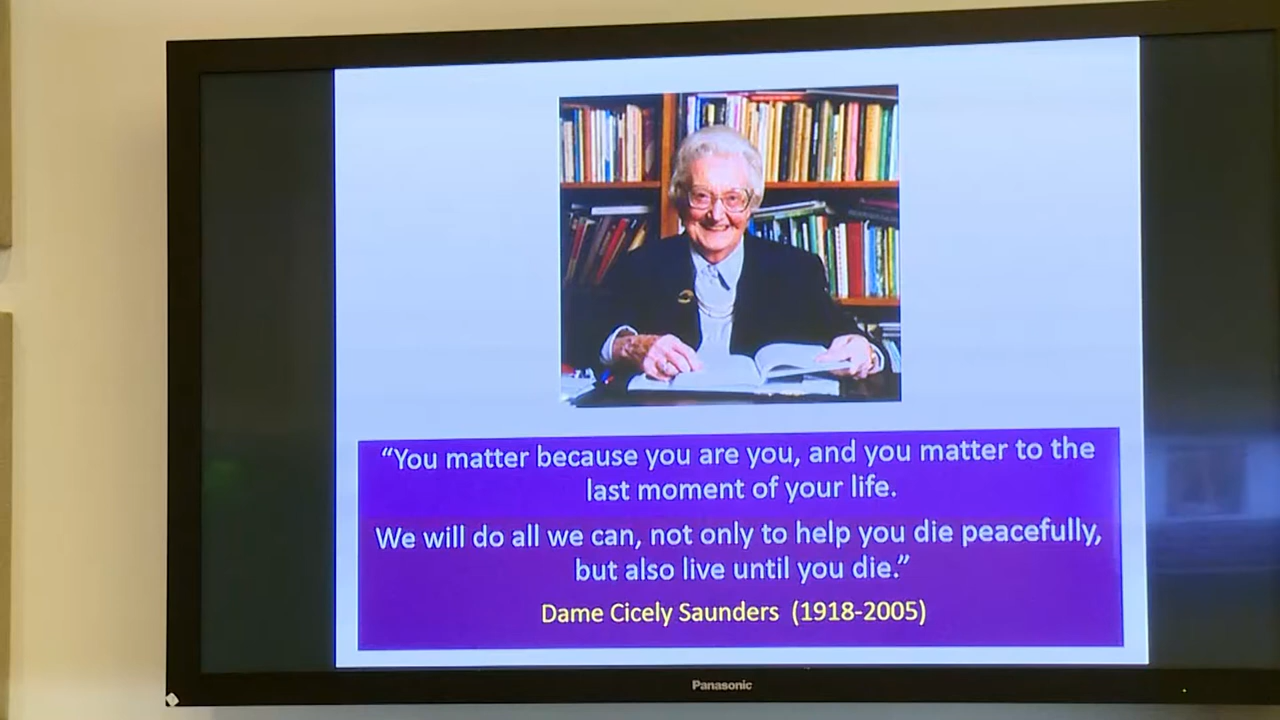 “You matter because you are you, and you matter to the
last moment of your life.
We will do all we can, not only to help you die peacefully,
but also live until you die.”
Dame Cicely Saunders (1918-2005)
Panasonic